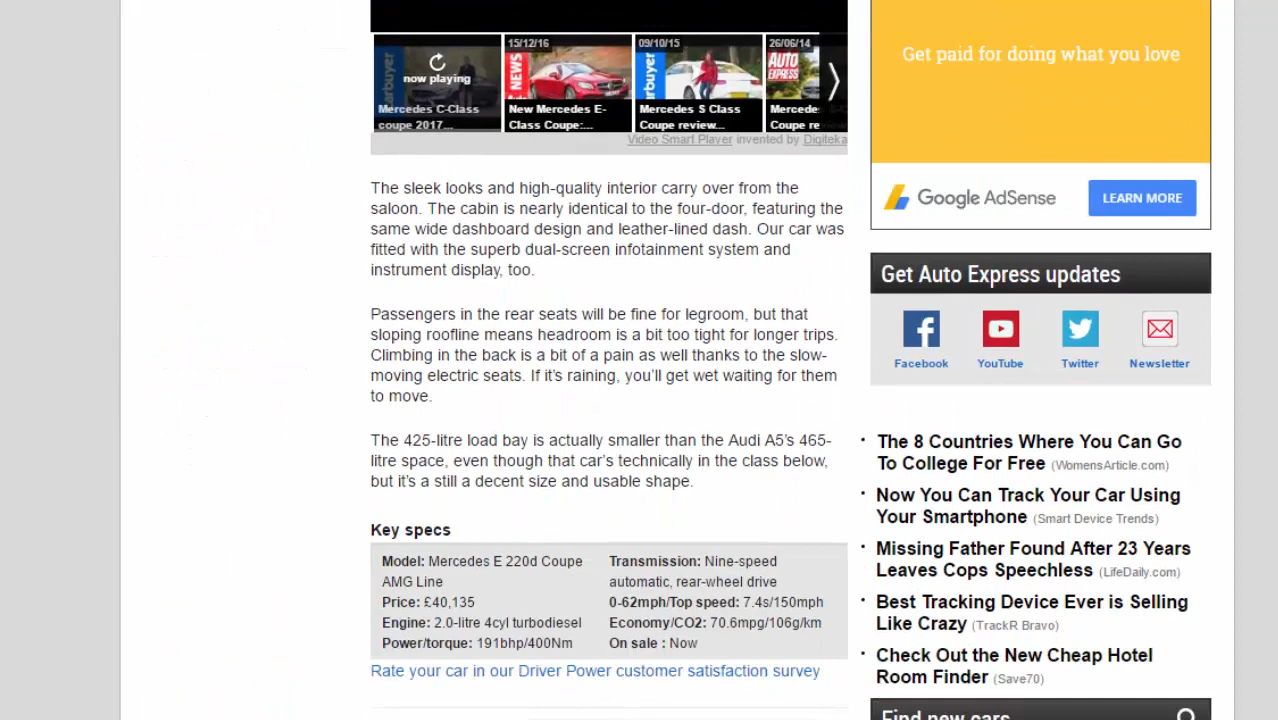 now playing
Mercedes C-Class
coupe 2017...
15/12/16
NEWS
New Mercedes E-
Class Coupe:...
09/10/15
arbuyer
Mercedes S Class
Coupe review...
26/06/14
AUTO
EXPRESS
Mercede
Coupe re
Video Smart Player invented by Digiteka
The sleek looks and high-quality interior carry over from the
saloon. The cabin is nearly identical to the four-door, featuring the
same wide dashboard design and leather-lined dash. Our car was
fitted with the superb dual-screen infotainment system and
instrument display, too.
Passengers in the rear seats will be fine for legroom, but that
sloping roofline means headroom is a bit too tight for longer trips.
Climbing in the back is a bit of a pain as well thanks to the slow-
moving electric seats. If it's raining, you'll get wet waiting for them
to move.
The 425-litre load bay is actually smaller than the Audi A5's 465-
litre space, even though that car's technically in the class below,
but it's a still a decent size and usable shape.
Key specs
Model: Mercedes E 220d Coupe
AMG Line
Price: £40,135
Engine: 2.0-litre 4cyl turbodiesel
Power/torque: 191bhp/400Nm
Transmission: Nine-speed
automatic, rear-wheel drive
0-62mph/Top speed: 7.4s/150mph
Economy/CO2: 70.6mpg/106g/km
On sale : Now
Rate your car in our Driver Power customer satisfaction survey
Get paid for doing what you love
Google AdSense
LEARN MORE
Get Auto Express updates
Facebook
YouTube
Twitter
Newsletter
The 8 Countries Where You Can Go
To College For Free (WomensArticle.com)
Now You Can Track Your Car Using
Your Smartphone (Smart Device Trends)
Missing Father Found After 23 Years
Leaves Cops Speechless (LifeDaily.com)
Best Tracking Device Ever is Selling
Like Crazy (TrackR Bravo)
Check Out the New Cheap Hotel
Room Finder (Save70)
Find new cars